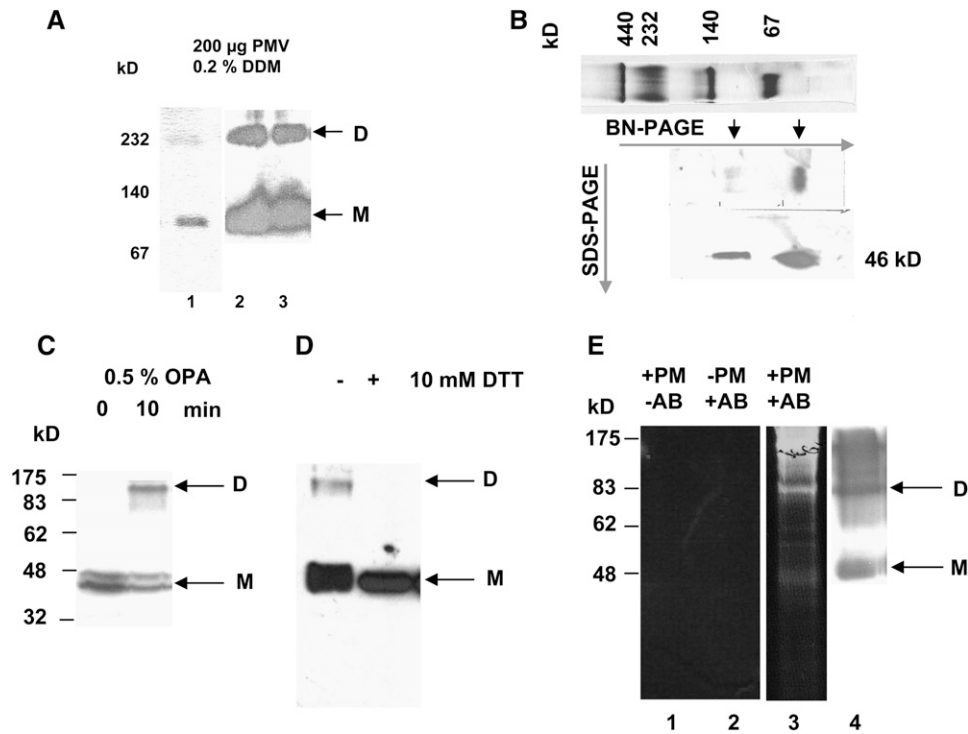 A
200 µg PMV
0.2 % DDM
kD
232
140
67
D
M
1 2 3
B
kD
440 232 140 67
BN-PAGE
SDS-PAGE
46 kD
C
0.5 % OPA
0 10 min
kD
175
83
62
48
32
D
M
D
- + 10 mM DTT
D
M
E
+PM -PM +PM
-AB +AB +AB
kD
175
83
62
48
D
M
1 2 3 4